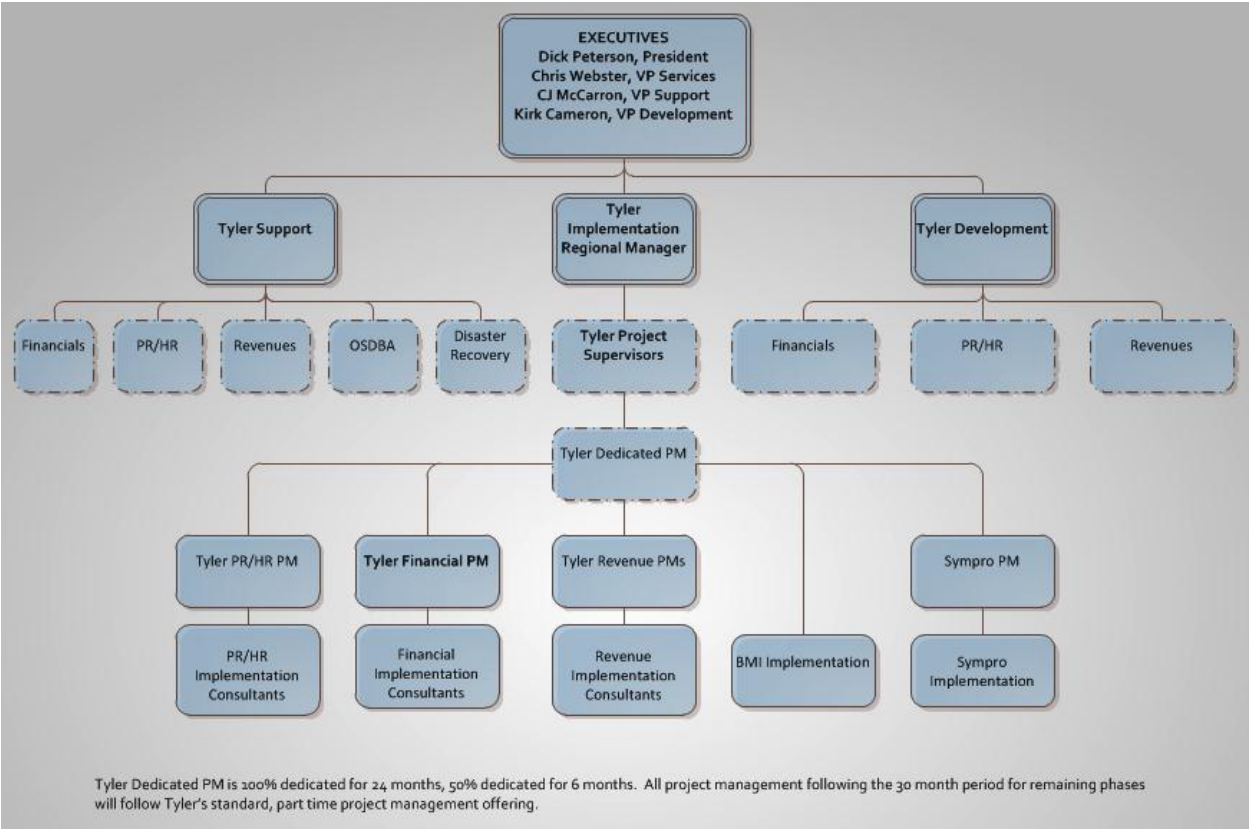 EXECUTIVES
Dick Peterson, President
Chris Webster, VP Services
CJ McCarron, VP Support
Kirk Cameron, VP Development
Tyler Support
Tyler
Implementation
Regional Manager
Tyler Development
Financials
PR/HR
Revenues
OSDBA
Disaster
Recovery
Tyler Project
Supervisors
Financials
PR/HR
Revenues
Tyler Dedicated PM
Tyler PR/HR PM
Tyler Financial PM
Tyler Revenue PMs
Sympro PM
PR/HR
Implementation
Consultants
Financial
Implementation
Consultants
Revenue
Implementation
Consultants
BMI Implementation
Sympro
Implementation
Tyler Dedicated PM is 100% dedicated for 24 months, 50% dedicated for 6 months.  All project management following the 30 month period for remaining phases
will follow Tyler's standard, part time project management offering.